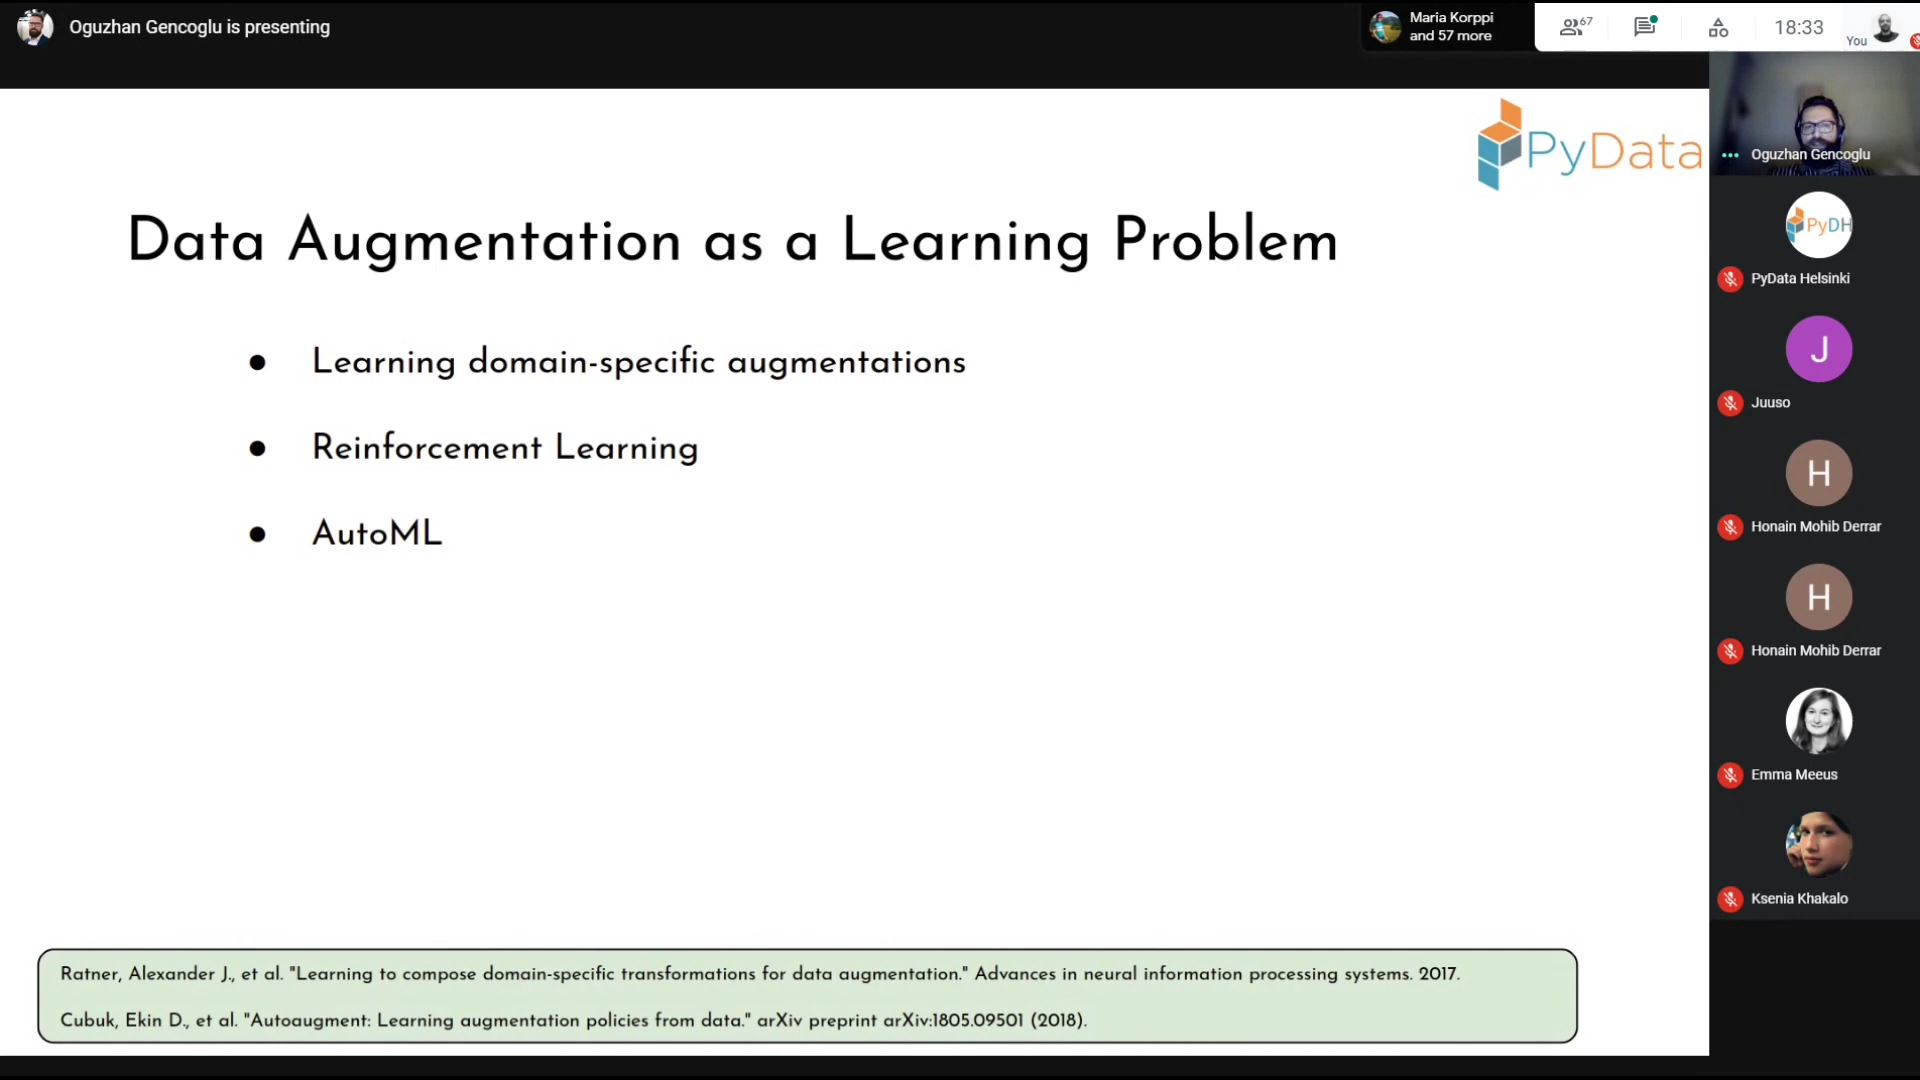 Oguzhan Gencoglu is presenting
Maria Korppi
and 57 more
67
18:33
You
PyData
Oguzhan Gencoglu
PyDH
PyData Helsinki
J
Juuso
H
Honain Mohib Derrar
H
Honain Mohib Derrar
Emma Meeus
Ksenia Khakalo
Data Augmentation as a Learning Problem
● Learning domain-specific augmentations
● Reinforcement Learning
● AutoML
Ratner, Alexander J., et al. "Learning to compose domain-specific transformations for data augmentation." Advances in neural information processing systems. 2017.
Cubuk, Ekin D., et al. "Autoaugment: Learning augmentation policies from data." arXiv preprint arXiv:1805.09501 (2018).